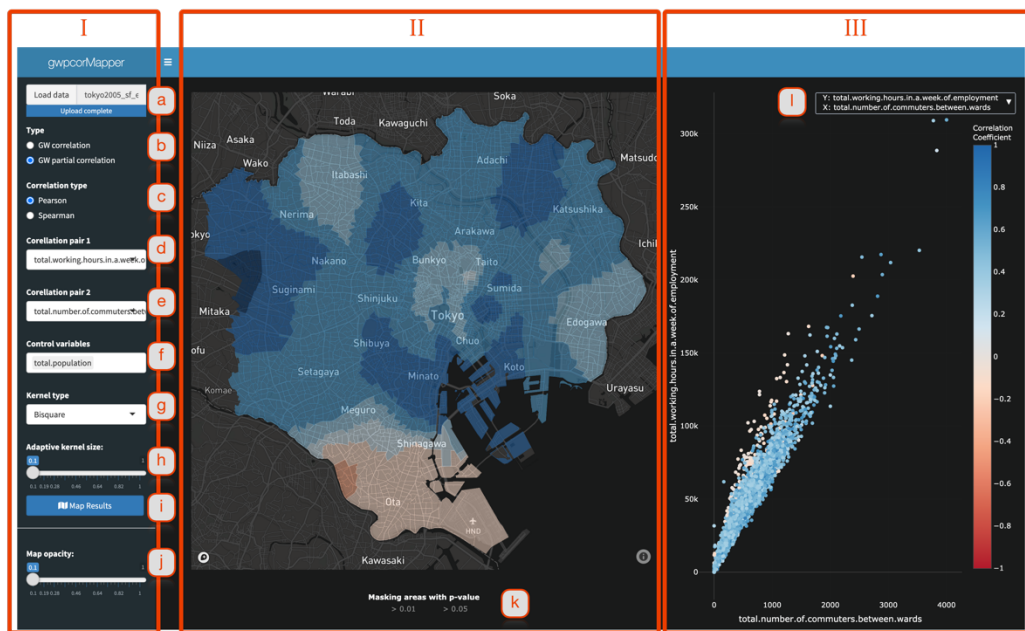 I
II
III
gwpcorMapper
Load data
tokyo2005_sf_e
Upload complete
a
Type
GW correlation
GW partial correlation
b
Correlation type
Pearson
Spearman
c
Corellation pair 1
total.working.hours.in.a.week.o
d
Corellation pair 2
total.number.of.commuters.bet
e
Control variables
total.population
f
Kernel type
Bisquare
g
Adaptive kernel size:
0.1
1
0.1 0.19 0.28 0.46 0.64 0.82 1
h
Map Results
i
Map opacity:
0.1
1
0.1 0.19 0.28 0.46 0.64 0.82 1
j
Warabi
Soka
Toda
Kawaguchi
Niiza
Asaka
Wako
Itabashi
Adachi
Matsudo
Kita
Nerima
Katsushika
okyo
Arakawa
Ichi
Nakano
Bunkyo
Taito
Suginami
Shinjuku
Sumida
Mitaka
Tokyo
Edogawa
ofu
Shibuya
Chuo
Setagaya
Minato
Koto
Komae
Urayasu
Meguro
Shinagawa
Ota
HND
Kawasaki
Masking areas with p-value
> 0.01
> 0.05
k
l
Y: total.working.hours.in.a.week.of.employment
X: total.number.of.commuters.between.wards
300k
250k
200k
150k
100k
50k
0
total.working.hours.in.a.week.of.employment
0
1000
2000
3000
4000
total.number.of.commuters.between.wards
Correlation
Coefficient
1
0.8
0.6
0.4
0.2
0
−0.2
−0.4
−0.6
−0.8
−1